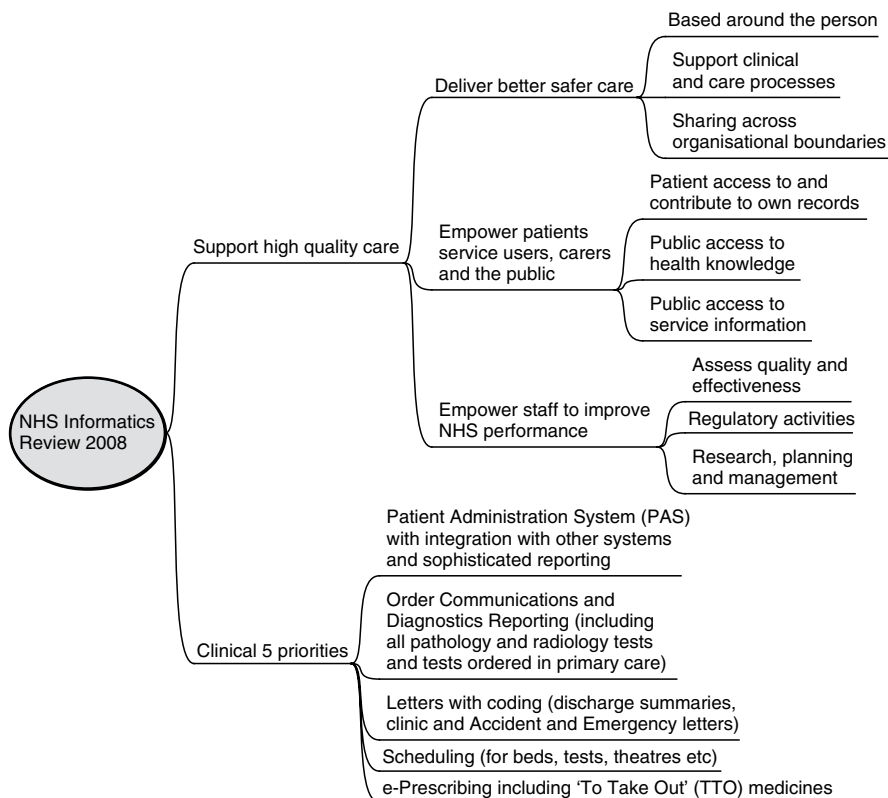 NHS Informatics
Review 2008
Support high quality care
Deliver better safer care
Based around the person
Support clinical
and care processes
Sharing across
organisational boundaries
Empower patients
service users, carers
and the public
Patient access to and
contribute to own records
Public access to
health knowledge
Public access to
service information
Empower staff to improve
NHS performance
Assess quality and
effectiveness
Regulatory activities
Research, planning
and management
Clinical 5 priorities
Patient Administration System (PAS)
with integration with other systems
and sophisticated reporting
Order Communications and
Diagnostics Reporting (including
all pathology and radiology tests
and tests ordered in primary care)
Letters with coding (discharge summaries,
clinic and Accident and Emergency letters)
Scheduling (for beds, tests, theatres etc)
e-Prescribing including ‘To Take Out’ (TTO) medicines